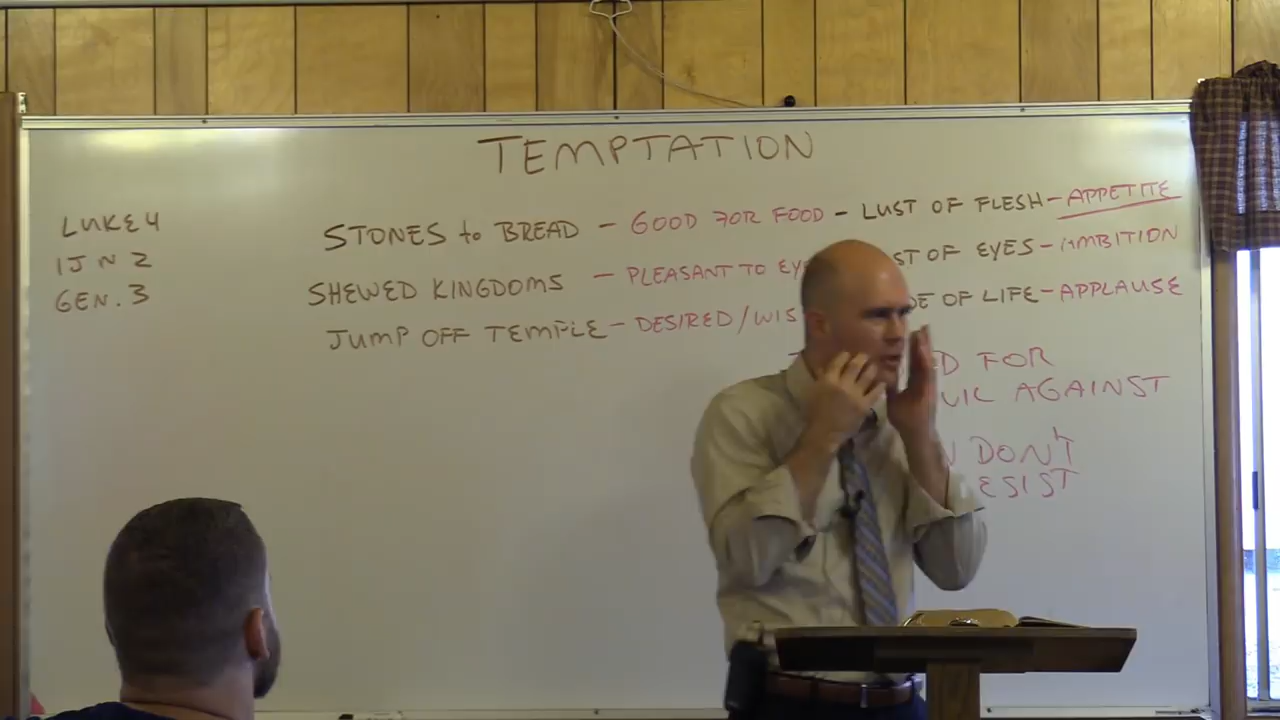 TEMPTATION
LUKE 4
1 J N 2
GEN. 3
STONES to BREAD - GOOD FOR FOOD - LUST OF FLESH - APPETITE
SHEWED KINGDOMS - PLEASANT TO EY ST OF EYES - AMBITION
JUMP OFF TEMPLE - DESIRED/WIS DE OF LIFE - APPLAUSE
D FOR
VIL AGAINST
DON'T
ESIST